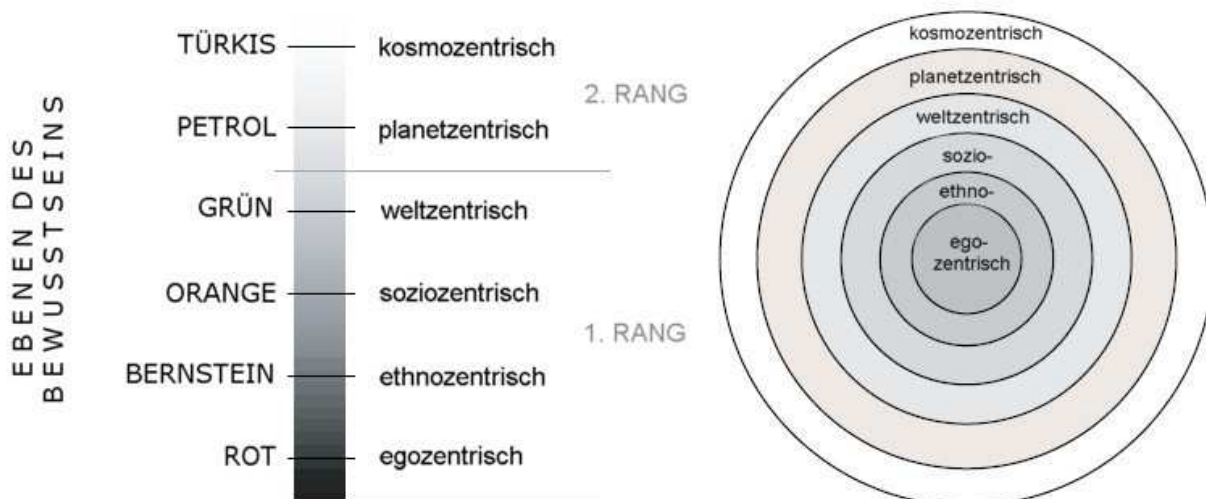 EBENEN DES
BEWUSSTSEINS
TÜRKIS kosmozentrisch
2. RANG
PETROL planetzentrisch
GRÜN weltzentrisch
ORANGE soziozentrisch
1. RANG
BERNSTEIN ethnozentrisch
ROT egozentrisch
kosmozentrisch
planetzentrisch
weltzentrisch
sozio-
ethno-
ego-
zentrisch